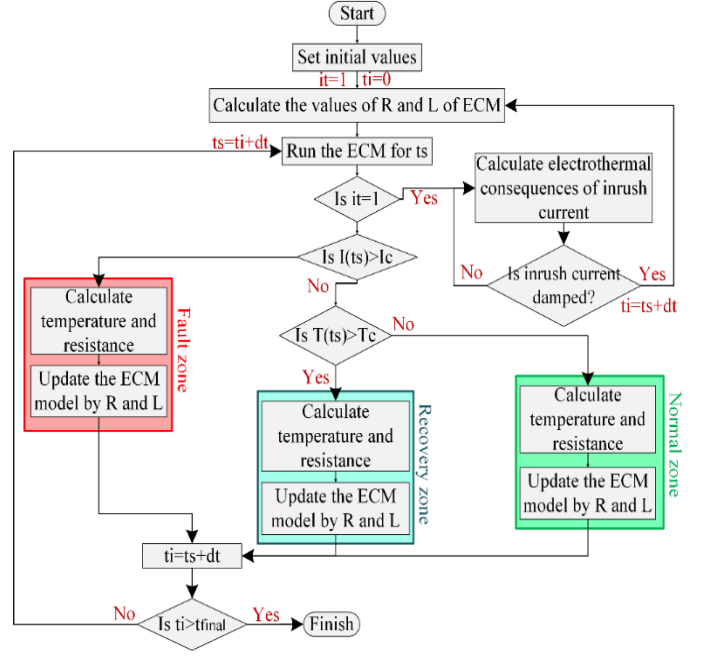 Start
Set initial values
it=1 ti=0
Calculate the values of R and L of ECM
ts=ti+dt
Run the ECM for ts
Is it=1
Yes
Calculate electrothermal
consequences of inrush
current
Is inrush current
damped?
No
Yes
ti=ts+dt
Is I(ts)>Ic
No
Is T(ts)>Tc
No
Yes
Calculate
temperature and
resistance
Update the ECM
model by R and L
Fault zone
Calculate
temperature and
resistance
Update the ECM
model by R and L
Recovery zone
Calculate
temperature and
resistance
Update the ECM
model by R and L
Normal zone
ti=ts+dt
Is ti>tfinal
No
Yes
Finish